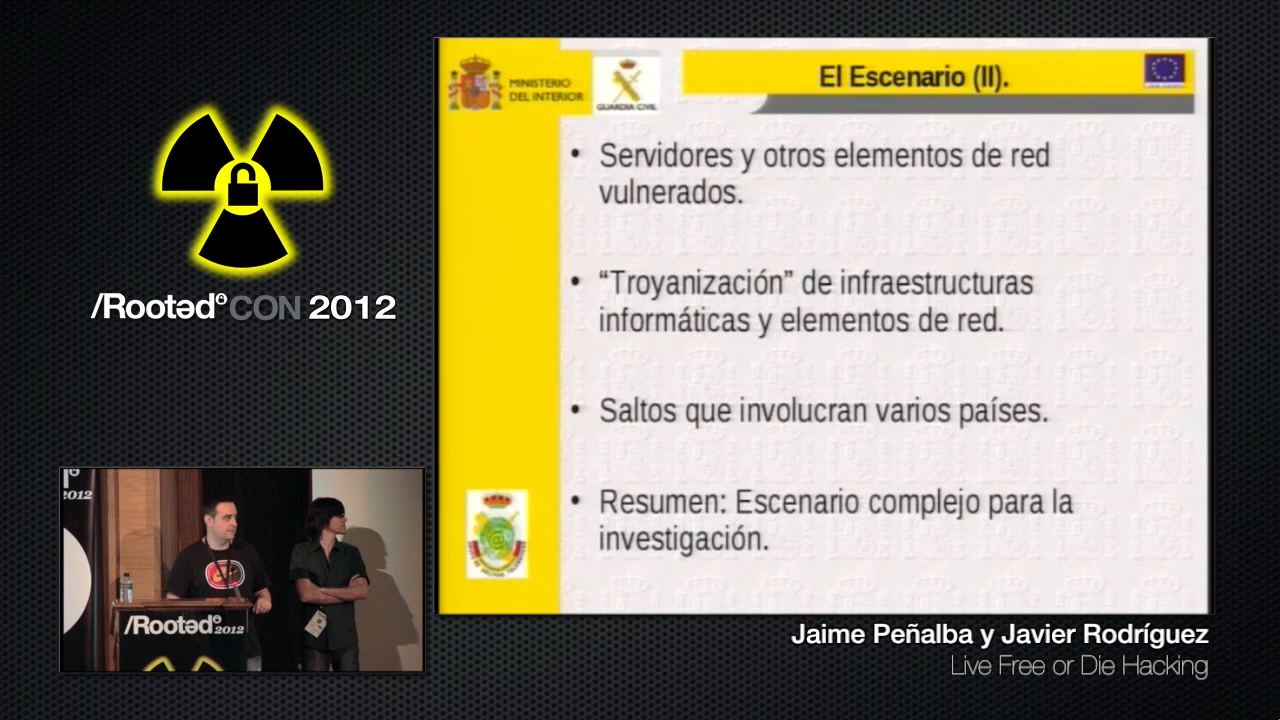 /Rootəd CON 2012
MINISTERIO
DEL INTERIOR
GUARDIA CIVIL
El Escenario (II).
• Servidores y otros elementos de red
vulnerados.
• “Troyanización” de infraestructuras
informáticas y elementos de red.
• Saltos que involucran varios países.
• Resumen: Escenario complejo para la
investigación.
@
2012
/Rootəd 2012
Jaime Peñalba y Javier Rodríguez
Live Free or Die Hacking